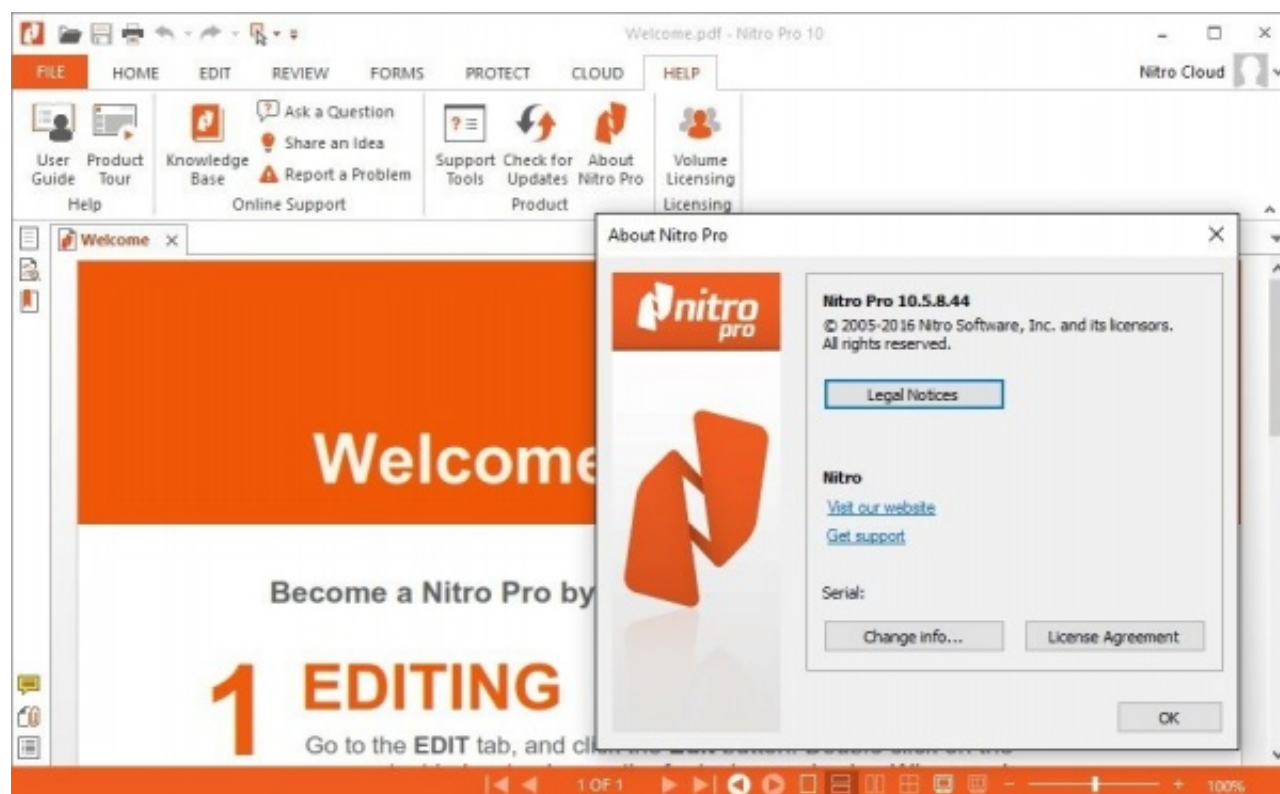 Welcome.pdf - Nitro Pro 10
FILE HOME EDIT REVIEW FORMS PROTECT CLOUD HELP Nitro Cloud
User Guide
Product Tour
Help
Knowledge Base
Ask a Question
Share an Idea
Report a Problem
Online Support
Support Tools
Check for Updates
About Nitro Pro
Product
Volume Licensing
Licensing
Welcome
About Nitro Pro
nitro
pro
Nitro Pro 10.5.8.44
© 2005-2016 Nitro Software, Inc. and its licensors.
All rights reserved.
Legal Notices
Nitro
Visit our website
Get support
Serial:
Change info...
License Agreement
OK
Welcome
Become a Nitro Pro by
1 EDITING
Go to the EDIT tab, and cli
1 OF 1
100%